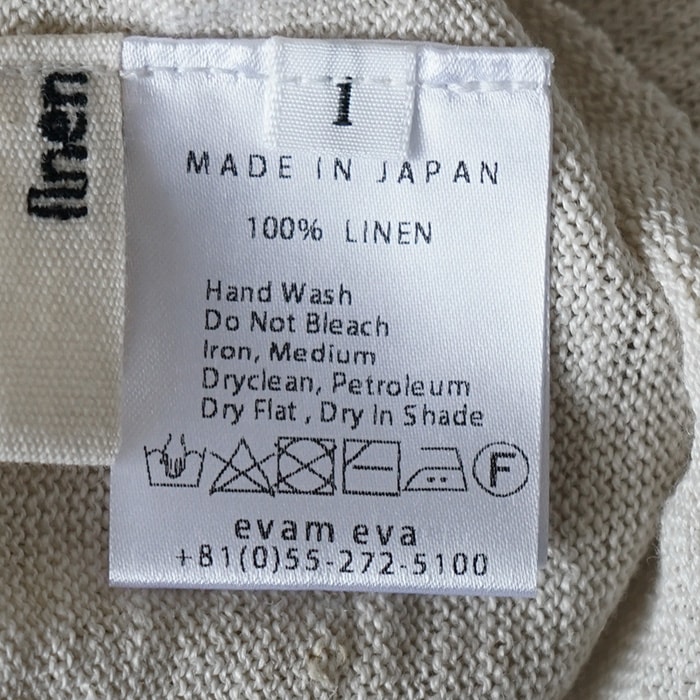 linen
1
MADE IN JAPAN
100% LINEN
Hand Wash
Do Not Bleach
Iron, Medium
Dryclean, Petroleum
Dry Flat , Dry In Shade
F
evam eva
+81(0)55-272-5100